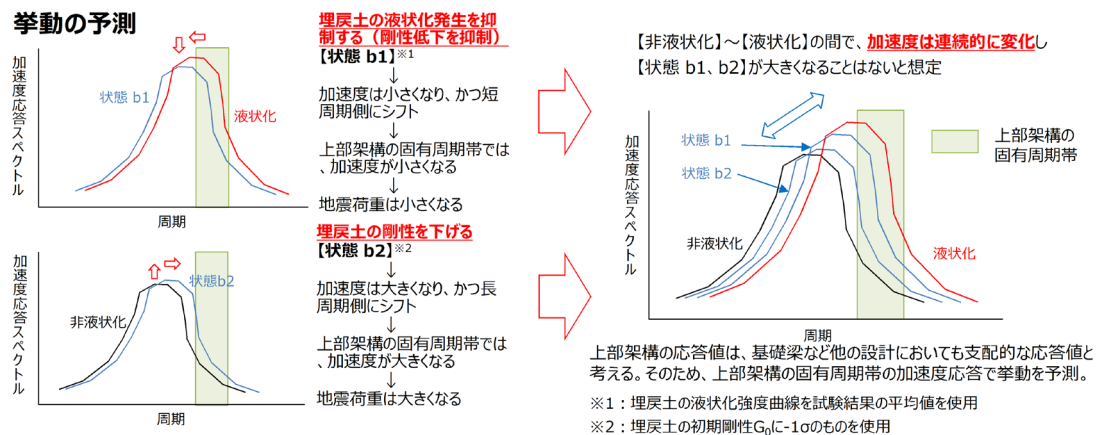 挙動の予測
加速度応答スペクトル
状態 b1
液状化
周期
埋戻土の液状化発生を抑
制する(剛性低下を抑制)
【状態 b1】※1
加速度は小さくなり、かつ短
周期側にシフト
上部架構の固有周期帯では
、加速度が小さくなる
地震荷重は小さくなる
加速度応答スペクトル
状態b2
非液状化
周期
埋戻土の剛性を下げる
【状態 b2】※2
加速度は大きくなり、かつ長
周期側にシフト
上部架構の固有周期帯では
、加速度が大きくなる
地震荷重は大きくなる
【非液状化】~【液状化】の間で、加速度は連続的に変化し
【状態 b1、b2】が大きくなることはないと想定
加速度応答スペクトル
状態 b1
状態 b2
非液状化
液状化
周期
上部架構の
固有周期帯
上部架構の応答値は、基礎梁など他の設計においても支配的な応答値と
考える。そのため、上部架構の固有周期帯の加速度応答で挙動を予測。
※1:埋戻土の液状化強度曲線を試験結果の平均値を使用
※2:埋戻土の初期剛性G0に-1σのものを使用